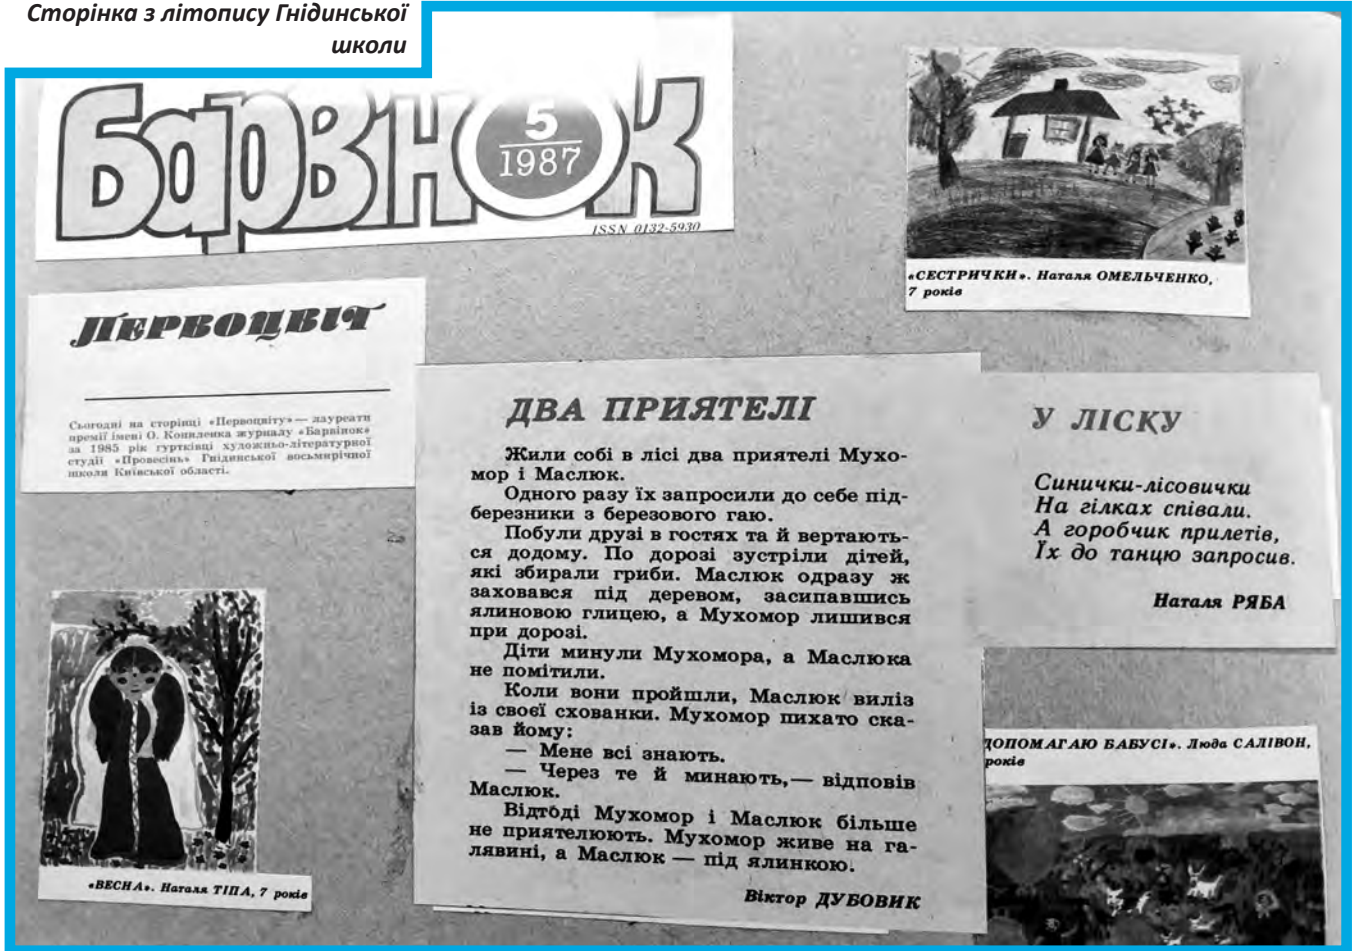 Сторінка з літопису Гнідинської
школи
Барвінок
5
1987
ISSN 0132-5930
«СЕСТРИЧКИ». Наталя ОМЕЛЬЧЕНКО,
7 років
ПЕРВОЦВІТ
Сьогодні на сторінці «Первоцвіту» — лауреати
премії імені О. Копиленка журналу «Барвінок»
за 1985 рік гуртківці художньо-літературної
студії «Провесінь» Гнідинської восьмирічної
школи Київської області.
ДВА ПРИЯТЕЛІ
Жили собі в лісі два приятелі Мухо-
мор і Маслюк.
Одного разу їх запросили до себе під-
березники з березового гаю.
Побули друзі в гостях та й вертають-
ся додому. По дорозі зустріли дітей,
які збирали гриби. Маслюк одразу ж
заховався під деревом, засипавшись
ялиновою глицею, а Мухомор лишився
при дорозі.
Діти минули Мухомора, а Маслюка
не помітили.
Коли вони пройшли, Маслюк виліз
із своєї схованки. Мухомор пихато ска-
зав йому:
— Мене всі знають.
— Через те й минають,— відповів
Маслюк.
Відтоді Мухомор і Маслюк більше
не приятелюють. Мухомор живе на га-
лявині, а Маслюк — під ялинкою.
Віктор ДУБОВИК
У ЛІСКУ
Синички-лісовички
На гілках співали.
А горобчик прилетів,
Їх до танцю запросив.
Наталя РЯБА
«ВЕСНА». Наталя ТІПА, 7 років
ДОПОМАГАЮ БАБУСІ». Люда САЛІВОН,
років